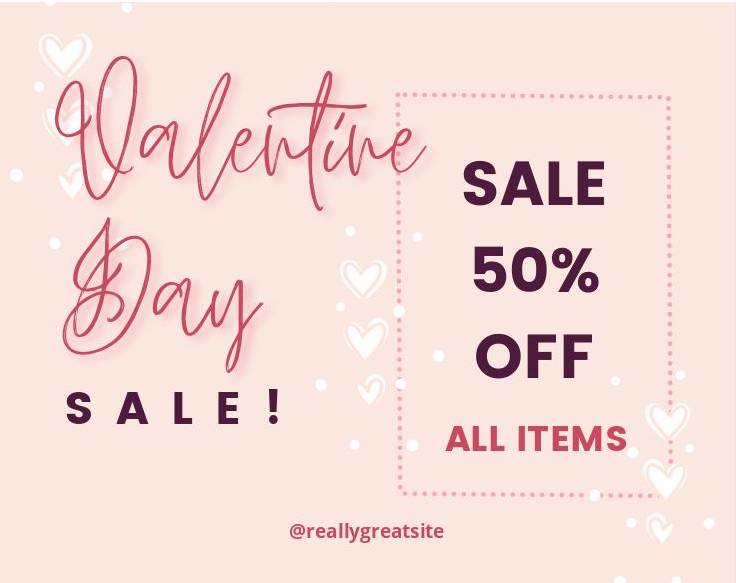 Valentine
Day
SALE!
SALE
50%
OFF
ALL ITEMS
@reallygreatsite